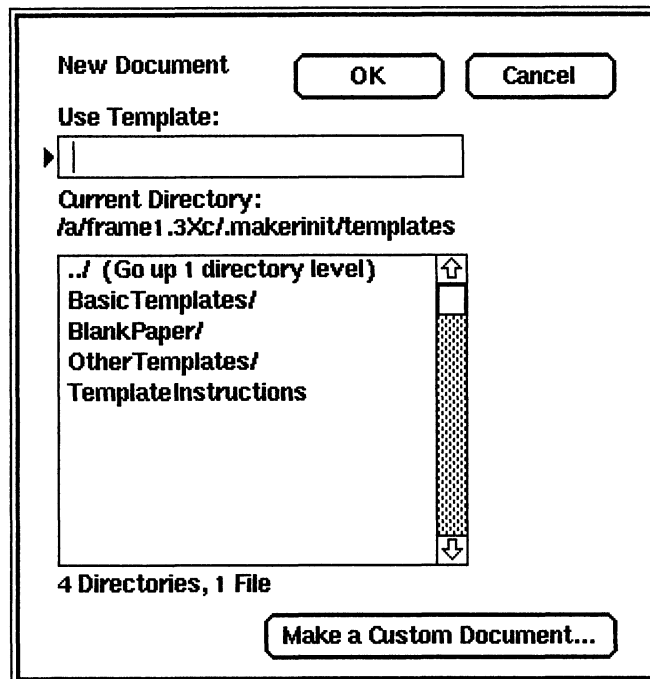 New Document
OK
Cancel
Use Template:
Current Directory:
/a/frame1.3Xc/.makerinit/templates
../ (Go up 1 directory level)
BasicTemplates/
BlankPaper/
OtherTemplates/
TemplateInstructions
4 Directories, 1 File
Make a Custom Document...